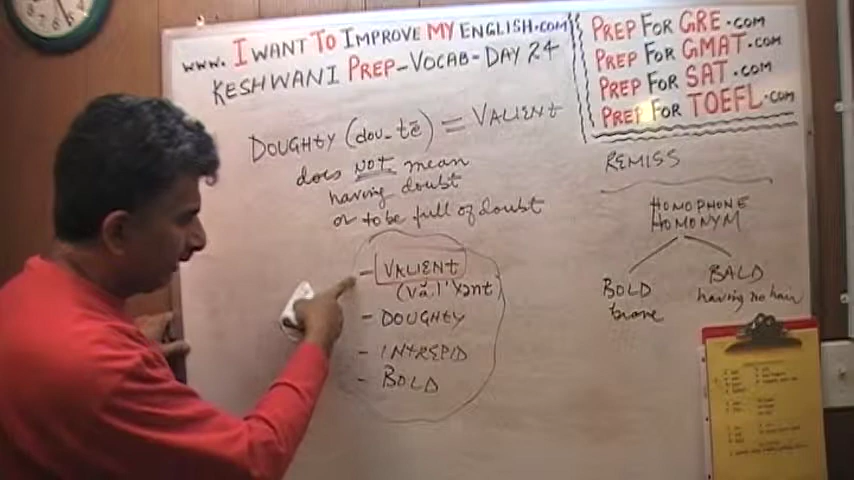 www. I WANT TO IMPROVE MY ENGLISH.COM
KESHWANI PREP-VOCAB-DAY 24
PREP FOR GRE.COM
PREP FOR GMAT.COM
PREP FOR SAT.COM
PREP FOR TOEFL.COM
DOUGHTY (dou-tē) = VALIENt
does NOT mean
having doubt
or to be full of doubt
- VALIENt
(văl'yənt)
- DOUGHTY
- INTREPID
- BOLD
REMISS
HOMOPHONE
HOMONYM
BOLD
brave
BALD
having no hair